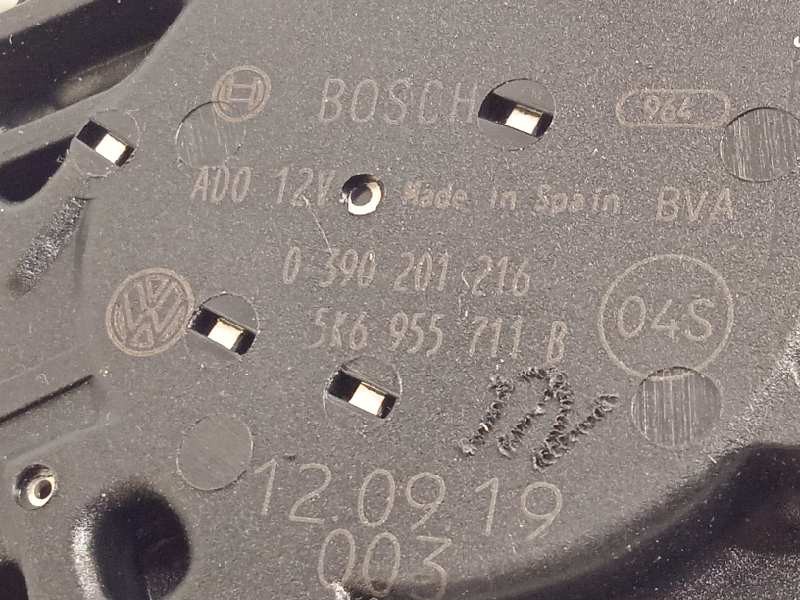 BOSCH 964
AD0 12V Made in Spain BVA
0 390 201 216
5K6 955 711 B 04S
12.09.19
003